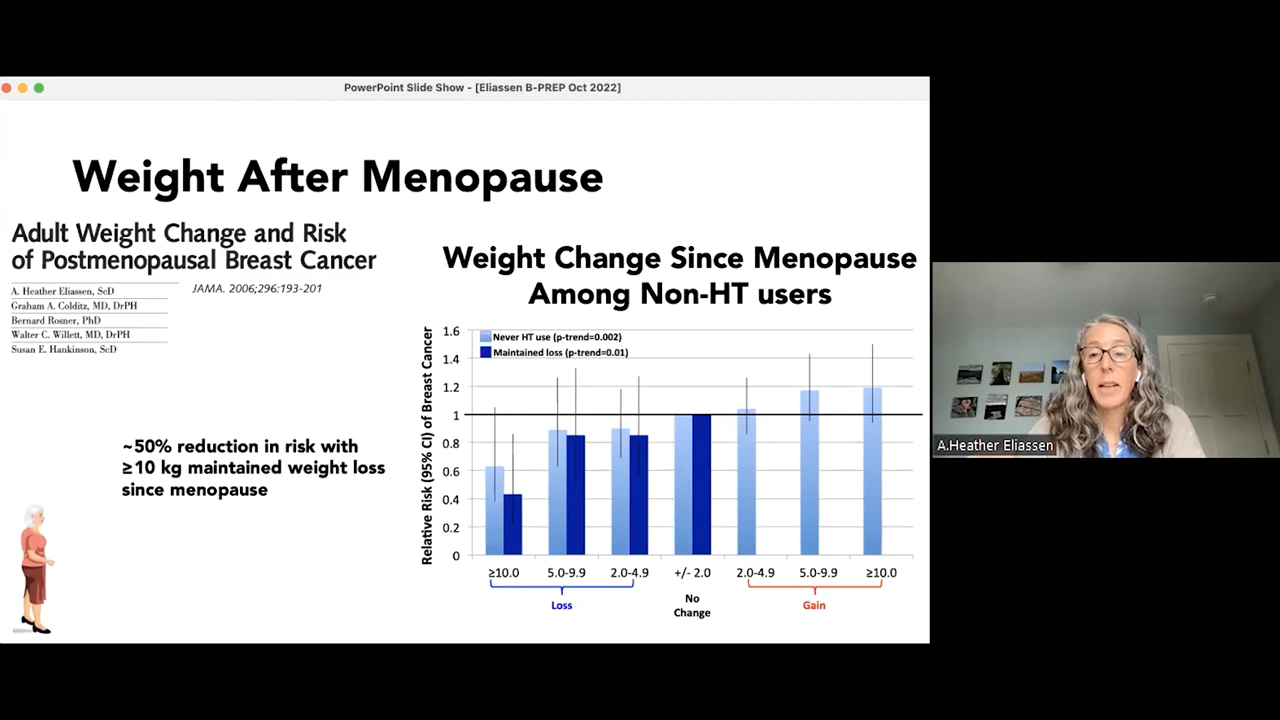 PowerPoint Slide Show - [Eliassen B-PREP Oct 2022]
Weight After Menopause
Adult Weight Change and Risk
of Postmenopausal Breast Cancer
A. Heather Eliassen, ScD
JAMA. 2006;296:193-201
Graham A. Colditz, MD, DrPH
Bernard Rosner, PhD
Walter C. Willett, MD, DrPH
Susan E. Hankinson, ScD
~50% reduction in risk with
≥10 kg maintained weight loss
since menopause
Weight Change Since Menopause
Among Non-HT users
Relative Risk (95% CI) of Breast Cancer
1.6
1.4
1.2
1
0.8
0.6
0.4
0.2
0
Never HT use (p-trend=0.002)
Maintained loss (p-trend=0.01)
≥10.0 5.0-9.9 2.0-4.9 +/- 2.0 2.0-4.9 5.0-9.9 ≥10.0
Loss
No
Change
Gain
A.Heather Eliassen